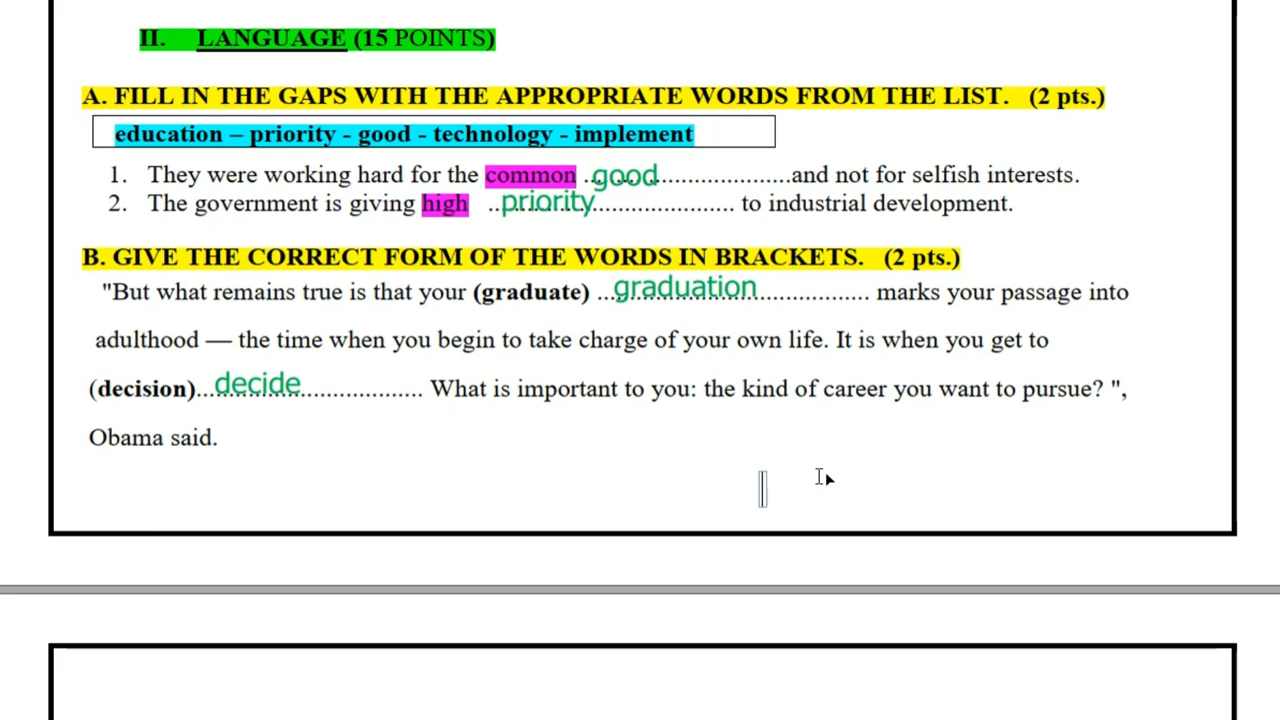 II. LANGUAGE (15 POINTS)
A. FILL IN THE GAPS WITH THE APPROPRIATE WORDS FROM THE LIST. (2 pts.)
education – priority - good - technology - implement
1. They were working hard for the common ..good........................and not for selfish interests.
2. The government is giving high ..priority........................ to industrial development.
B. GIVE THE CORRECT FORM OF THE WORDS IN BRACKETS. (2 pts.)
"But what remains true is that your (graduate) ...graduation.................... marks your passage into
adulthood — the time when you begin to take charge of your own life. It is when you get to
(decision)...decide...................... What is important to you: the kind of career you want to pursue? ",
Obama said.